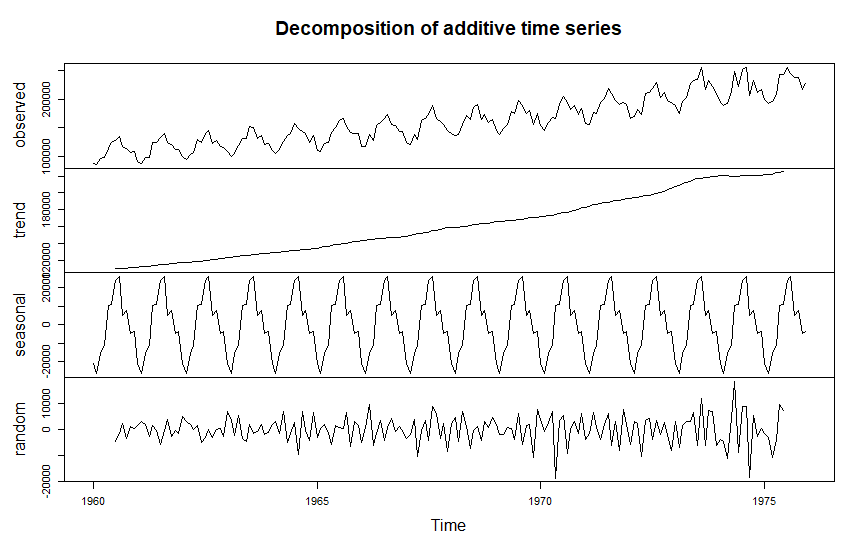 Decomposition of additive time series
observed
200000
100000
trend
180000
120000
seasonal
20000
0
-20000
random
10000
0
-20000
1960
1965
1970
1975
Time